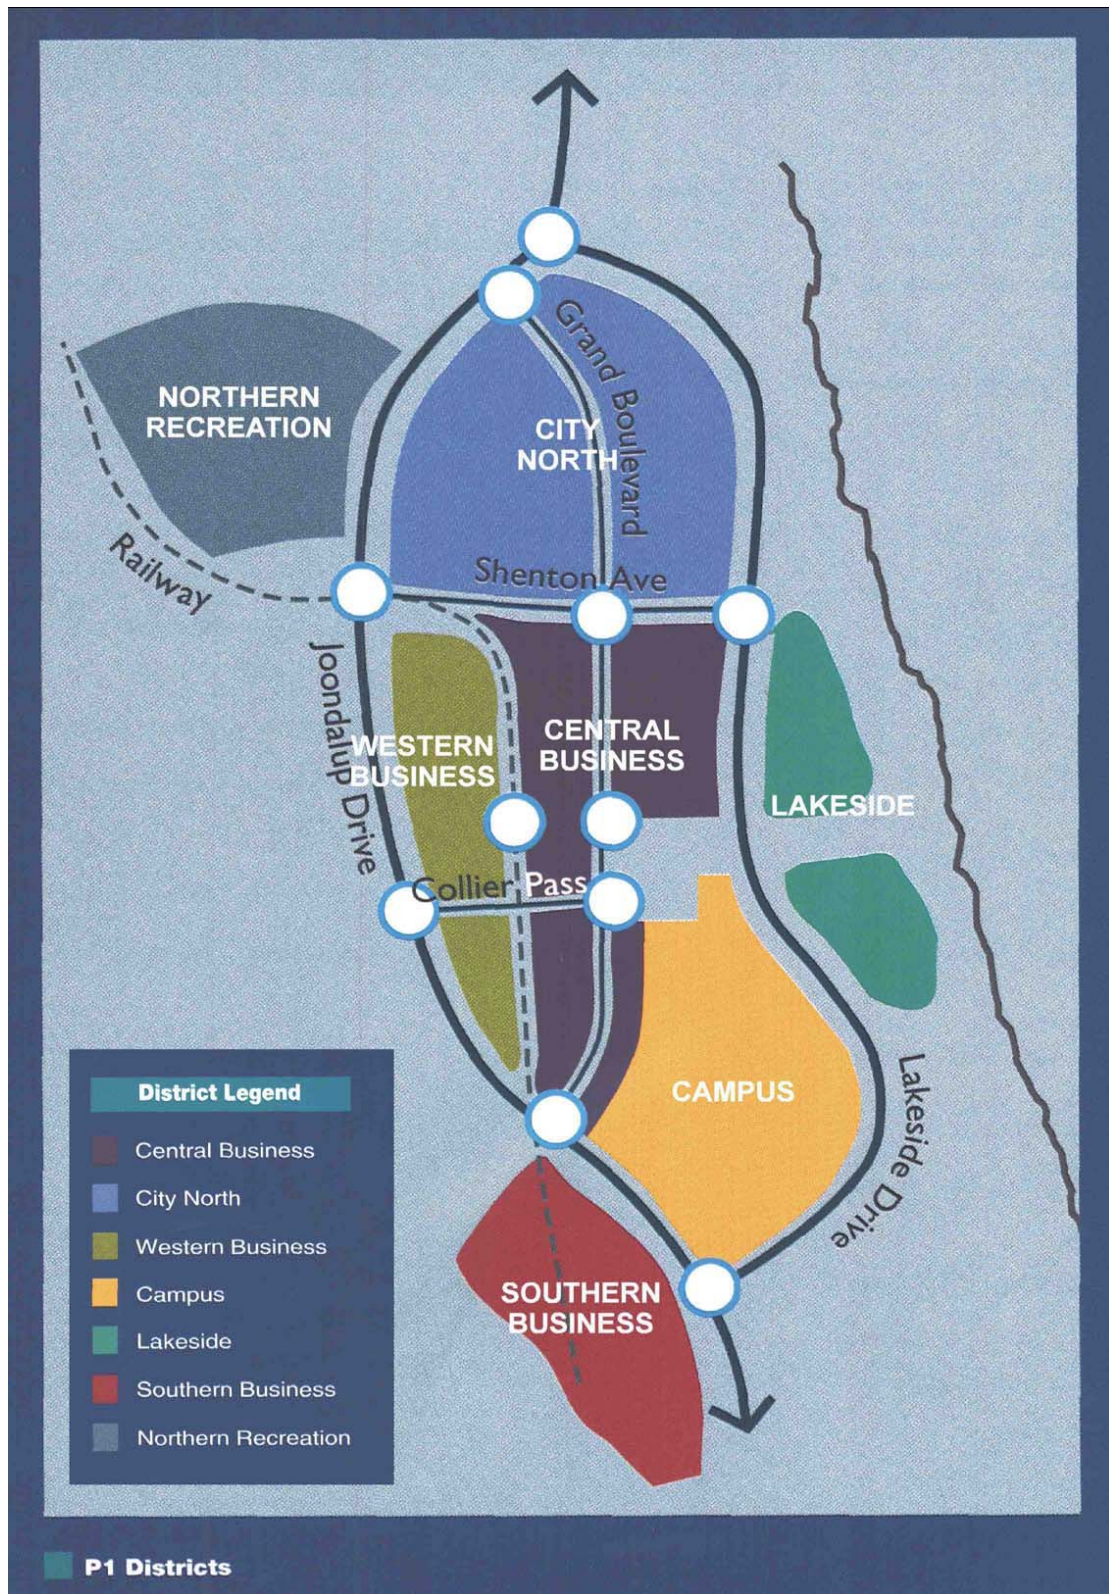 Grand Boulevard
NORTHERN
RECREATION
CITY
NORTH
Railway
Shenton Ave
Joondalup Drive
WESTERN
BUSINESS
CENTRAL
BUSINESS
LAKESIDE
Collier Pass
CAMPUS
Lakeside Drive
SOUTHERN
BUSINESS
District Legend
Central Business
City North
Western Business
Campus
Lakeside
Southern Business
Northern Recreation
P1 Districts